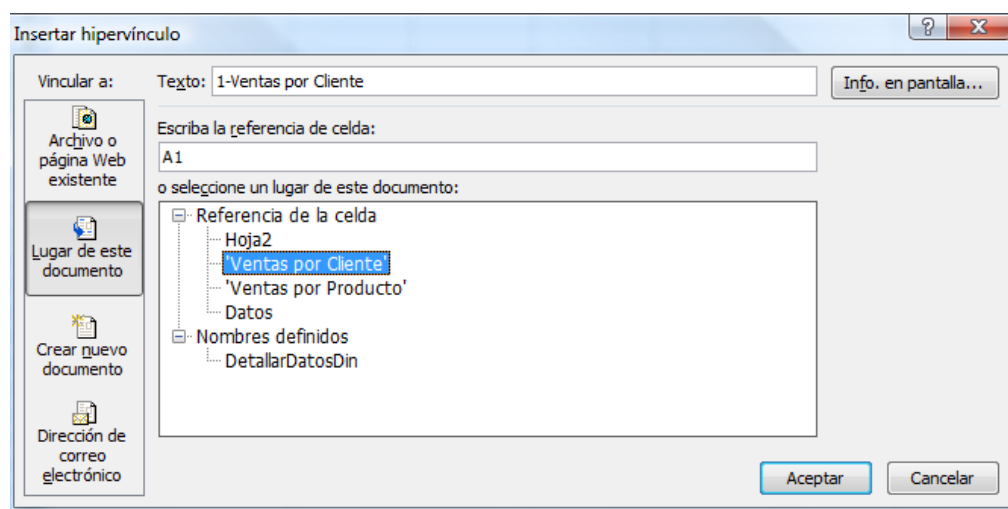 Insertar hipervínculo
Vincular a:
Texto: 1-Ventas por Cliente
Info. en pantalla...
Archivo o
página Web
existente
Escriba la referencia de celda:
A1
o seleccione un lugar de este documento:
Referencia de la celda
Hoja2
'Ventas por Cliente'
'Ventas por Producto'
Datos
Nombres definidos
DetallarDatosDin
Lugar de este
documento
Crear nuevo
documento
Dirección de
correo
electrónico
Aceptar
Cancelar